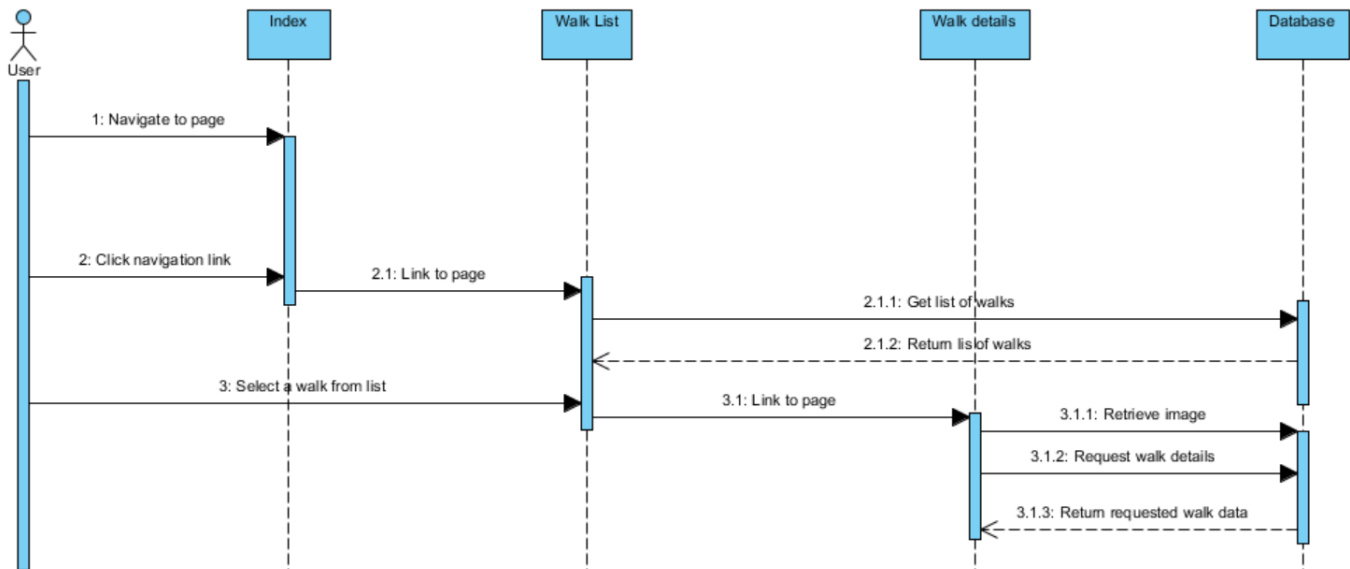 Index
Walk List
Walk details
Database
User
1: Navigate to page
2: Click navigation link
2.1: Link to page
2.1.1: Get list of walks
2.1.2: Return lis of walks
3: Select a walk from list
3.1: Link to page
3.1.1: Retrieve image
3.1.2: Request walk details
3.1.3: Return requested walk data